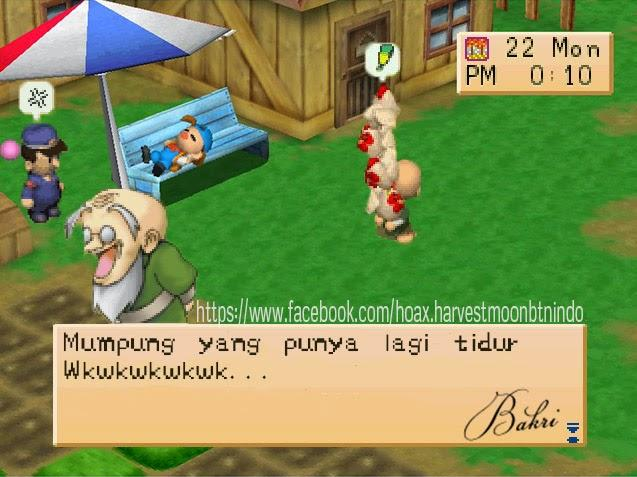 22 Mon
PM 0:10
https://www.facebook.com/hoax.harvestmoonbtnindo
Mumpung yang punya lagi tidur
Wkwkwkwkwk...
Bakri